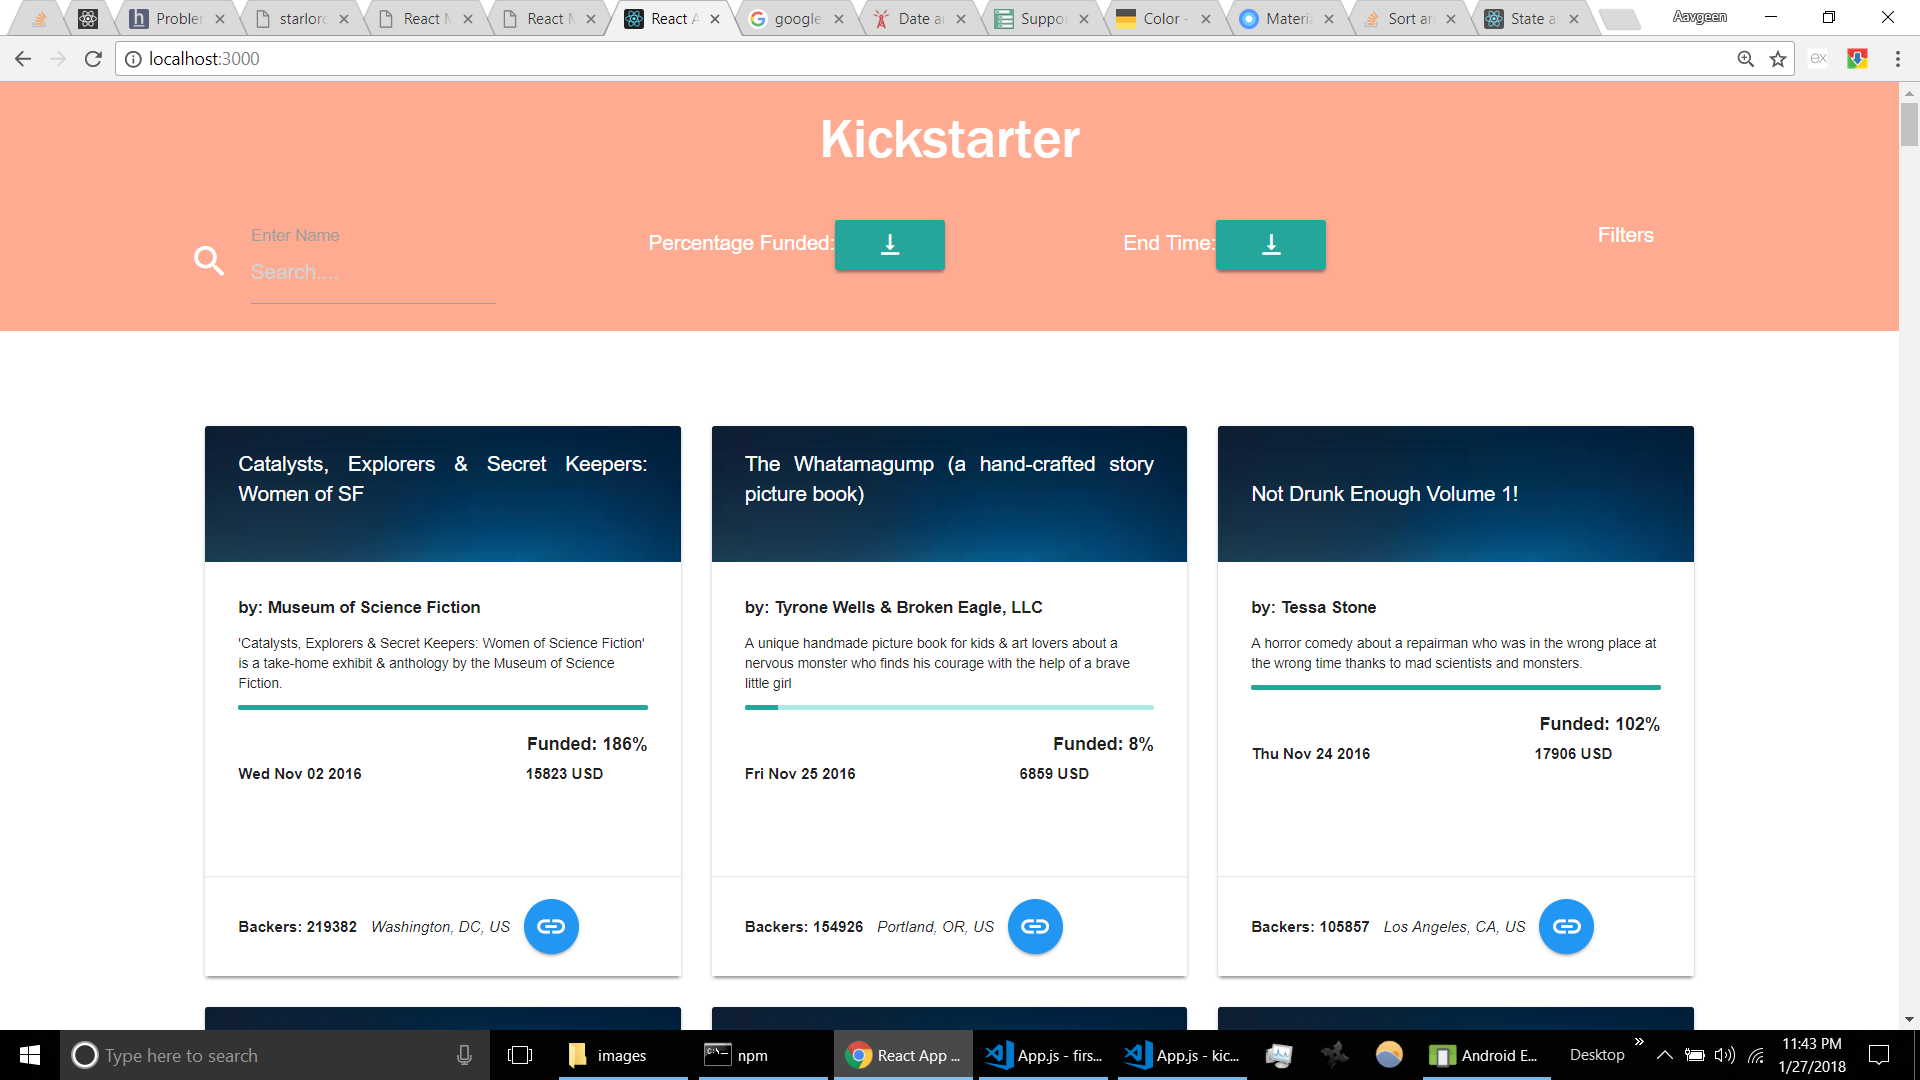 Problen
starlorc
React M
React M
React A
google
Date a
Suppo
Color -
Materi
Sort ar
State a
Aavgeen
localhost:3000
ex
Kickstarter
Enter Name
Search....
Percentage Funded:
End Time:
Filters
Catalysts, Explorers & Secret Keepers:
Women of SF
by: Museum of Science Fiction
'Catalysts, Explorers & Secret Keepers: Women of Science Fiction'
is a take-home exhibit & anthology by the Museum of Science
Fiction.
Funded: 186%
Wed Nov 02 2016 15823 USD
Backers: 219382 Washington, DC, US
The Whatamagump (a hand-crafted story
picture book)
by: Tyrone Wells & Broken Eagle, LLC
A unique handmade picture book for kids & art lovers about a
nervous monster who finds his courage with the help of a brave
little girl
Funded: 8%
Fri Nov 25 2016 6859 USD
Backers: 154926 Portland, OR, US
Not Drunk Enough Volume 1!
by: Tessa Stone
A horror comedy about a repairman who was in the wrong place at
the wrong time thanks to mad scientists and monsters.
Funded: 102%
Thu Nov 24 2016 17906 USD
Backers: 105857 Los Angeles, CA, US
Type here to search
images
npm
React App ...
App.js - firs...
App.js - kic...
Android E...
Desktop
11:43 PM
1/27/2018